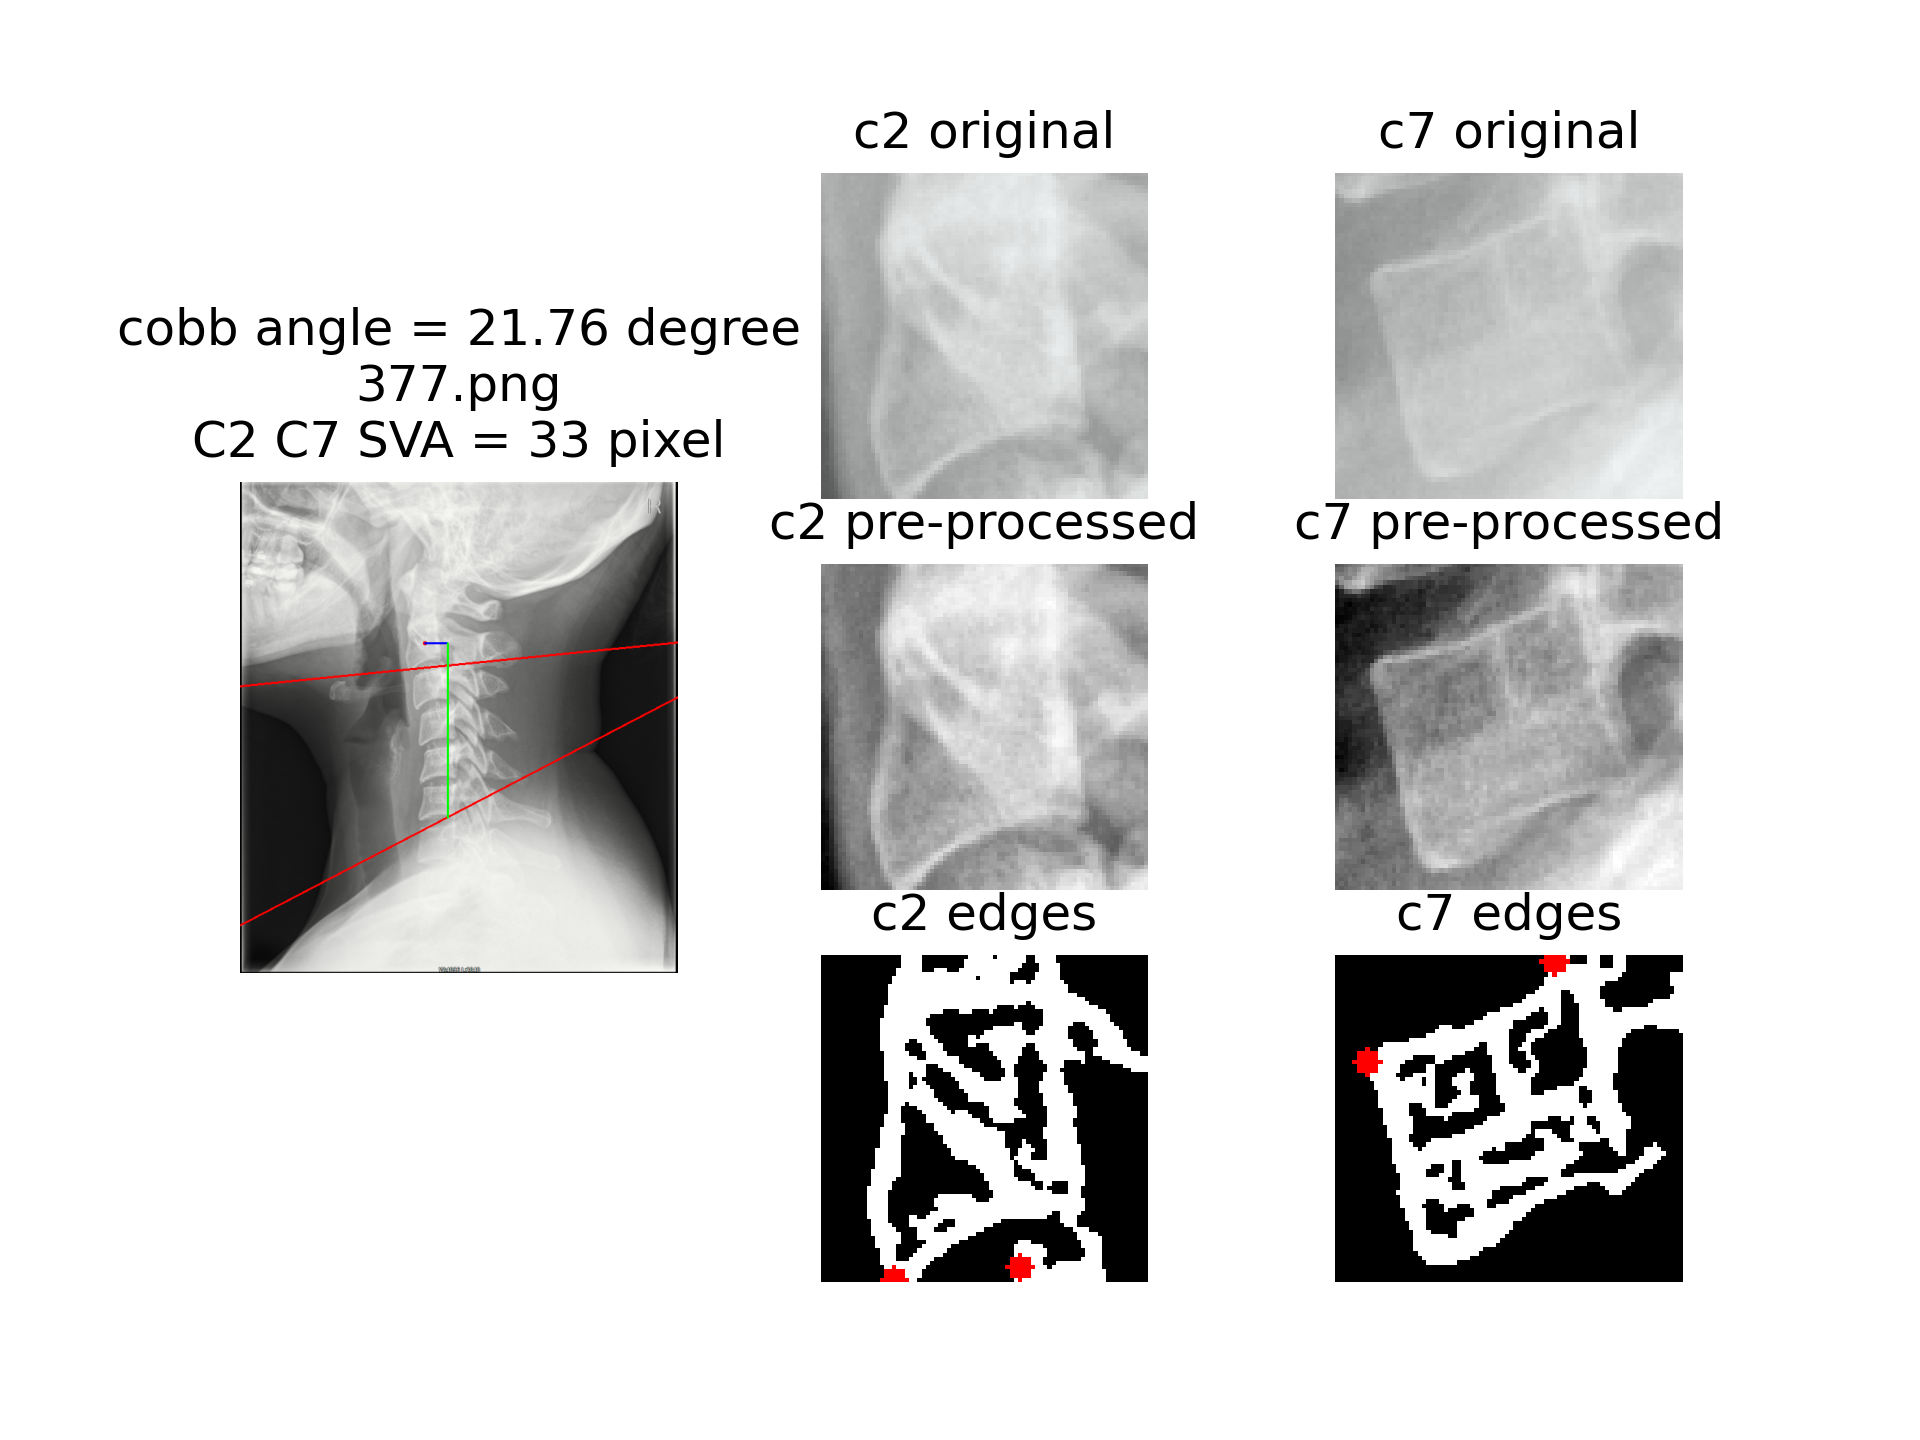 cobb angle = 21.76 degree
377.png
C2 C7 SVA = 33 pixel
R
c2 original
c7 original
c2 pre-processed
c7 pre-processed
c2 edges
c7 edges